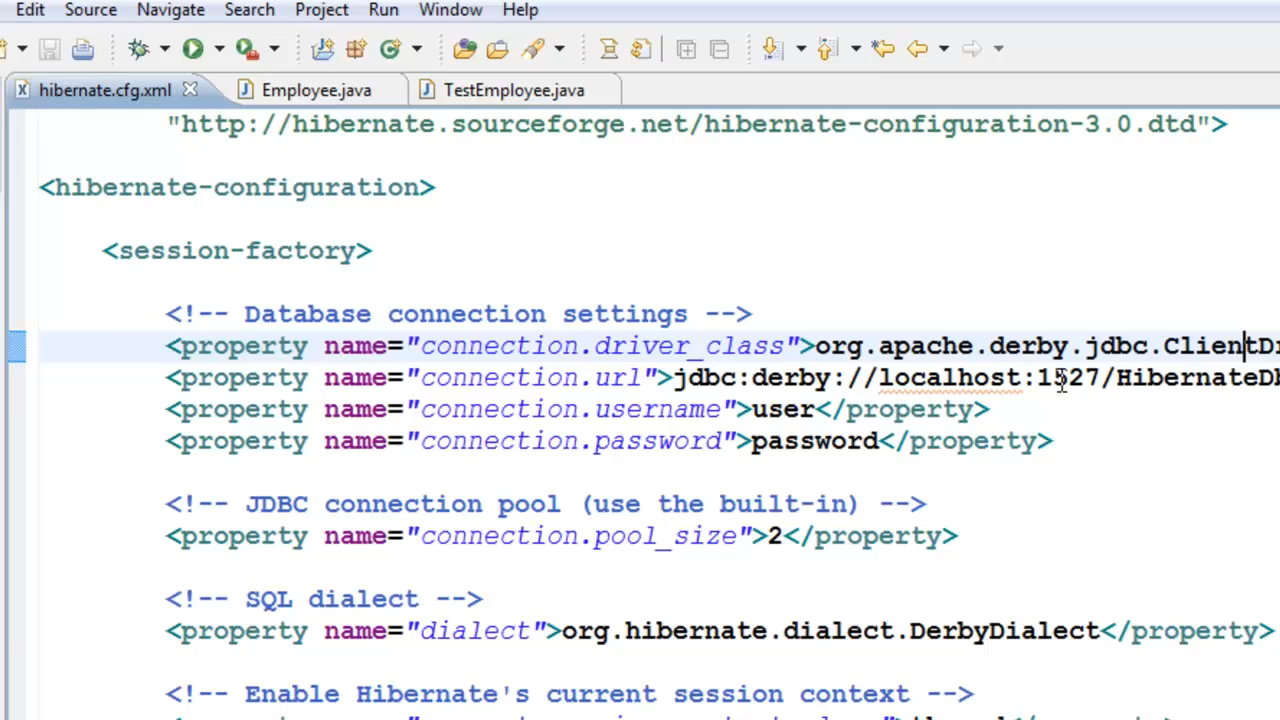 Edit Source Navigate Search Project Run Window Help
hibernate.cfg.xml Employee.java TestEmployee.java
"http://hibernate.sourceforge.net/hibernate-configuration-3.0.dtd">
<hibernate-configuration>
<session-factory>
<!-- Database connection settings -->
<property name="connection.driver_class">org.apache.derby.jdbc.ClientDr
<property name="connection.url">jdbc:derby://localhost:1527/HibernateDb
<property name="connection.username">user</property>
<property name="connection.password">password</property>
<!-- JDBC connection pool (use the built-in) -->
<property name="connection.pool_size">2</property>
<!-- SQL dialect -->
<property name="dialect">org.hibernate.dialect.DerbyDialect</property>
<!-- Enable Hibernate's current session context -->